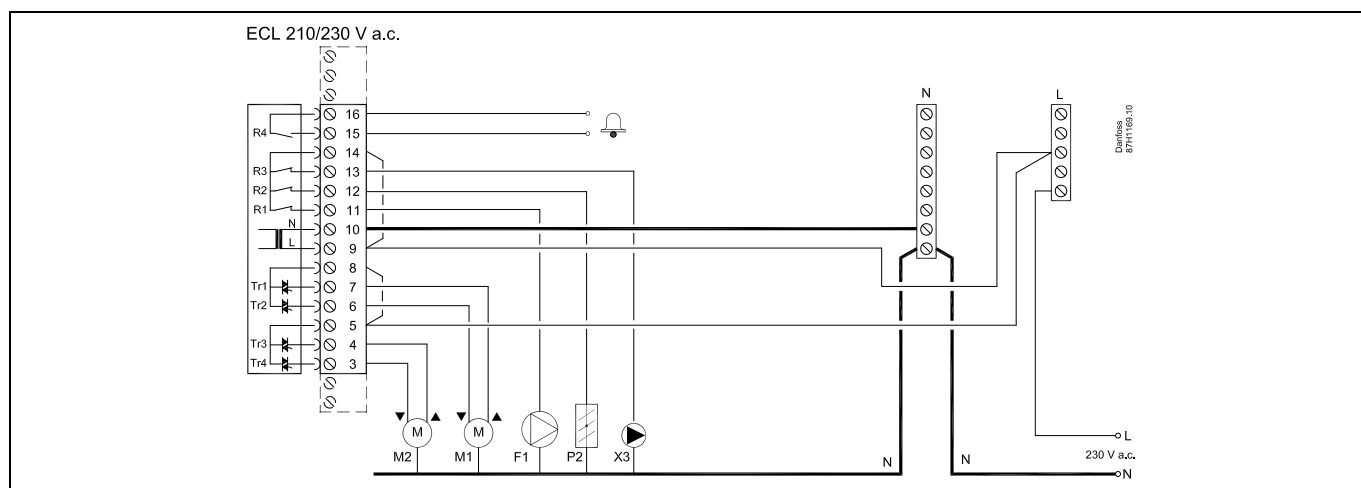 ECL 210/230 V a.c.
N L
16
R4 15
14
R3 13
R2 12
R1 11
N 10
L 9
8
Tr1 7
Tr2 6
5
Tr3 4
Tr4 3
M M
M2 M1 F1 P2 X3
N N
L
230 V a.c.
N
Danfoss
87H1169.10